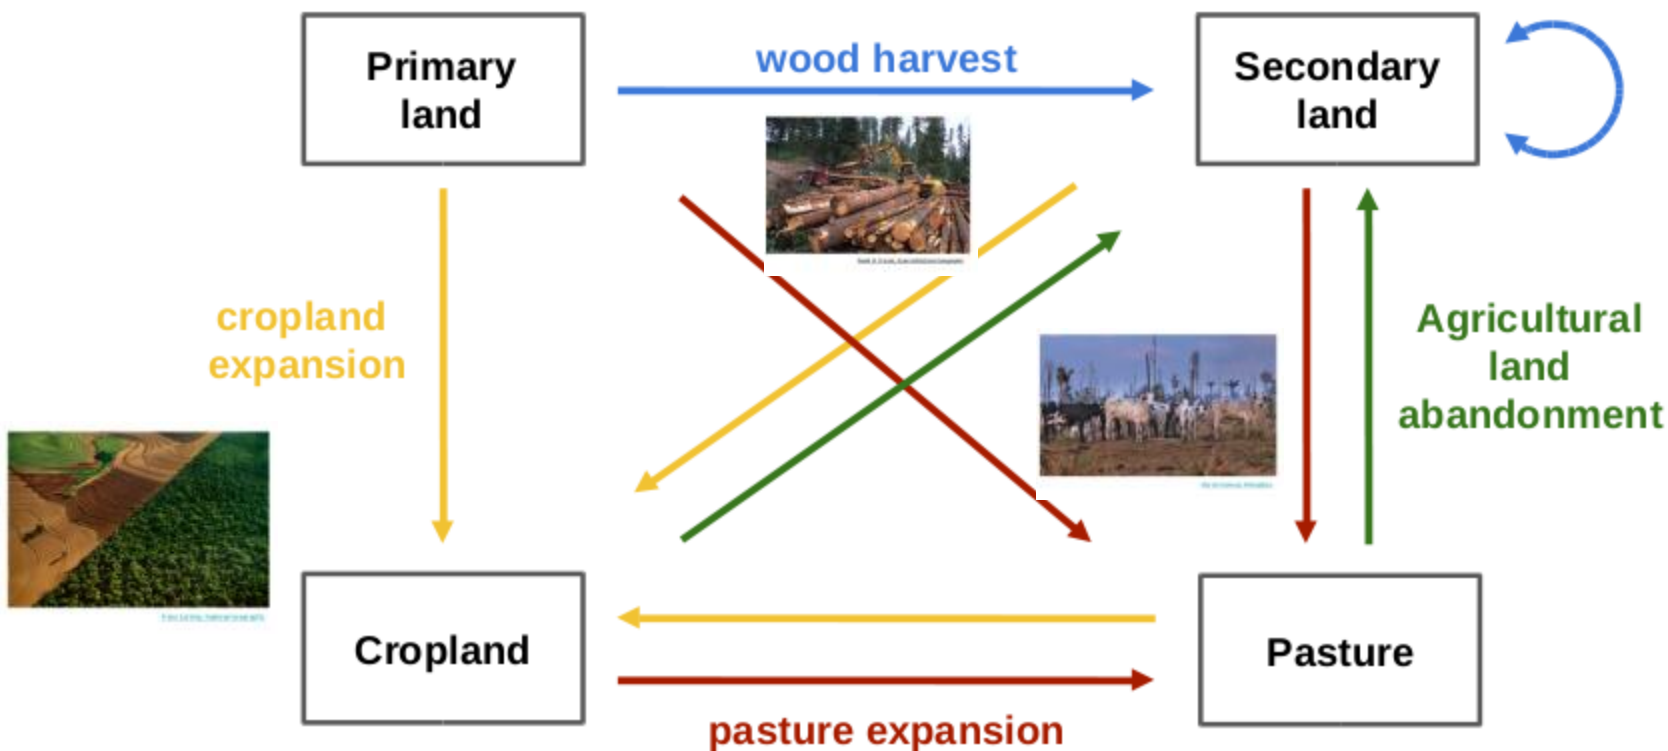 Primary
land
wood harvest
Secondary
land
cropland
expansion
Agricultural
land
abandonment
Cropland
Pasture
pasture expansion